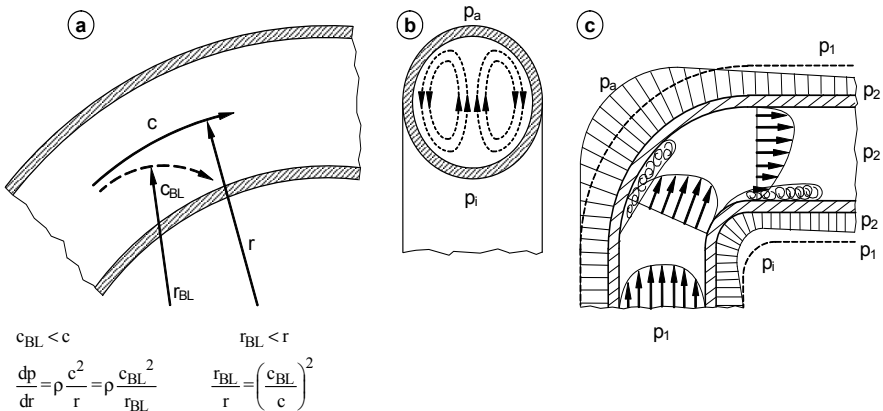 a
c
c_BL
r_BL
r
c_BL < c
r_BL < r
dp/dr = ρ c²/r = ρ c_BL²/r_BL
r_BL/r = (c_BL/c)²
b
p_a
p_i
c
p_1
p_a
p_2
p_2
p_2
p_1
p_i
p_1